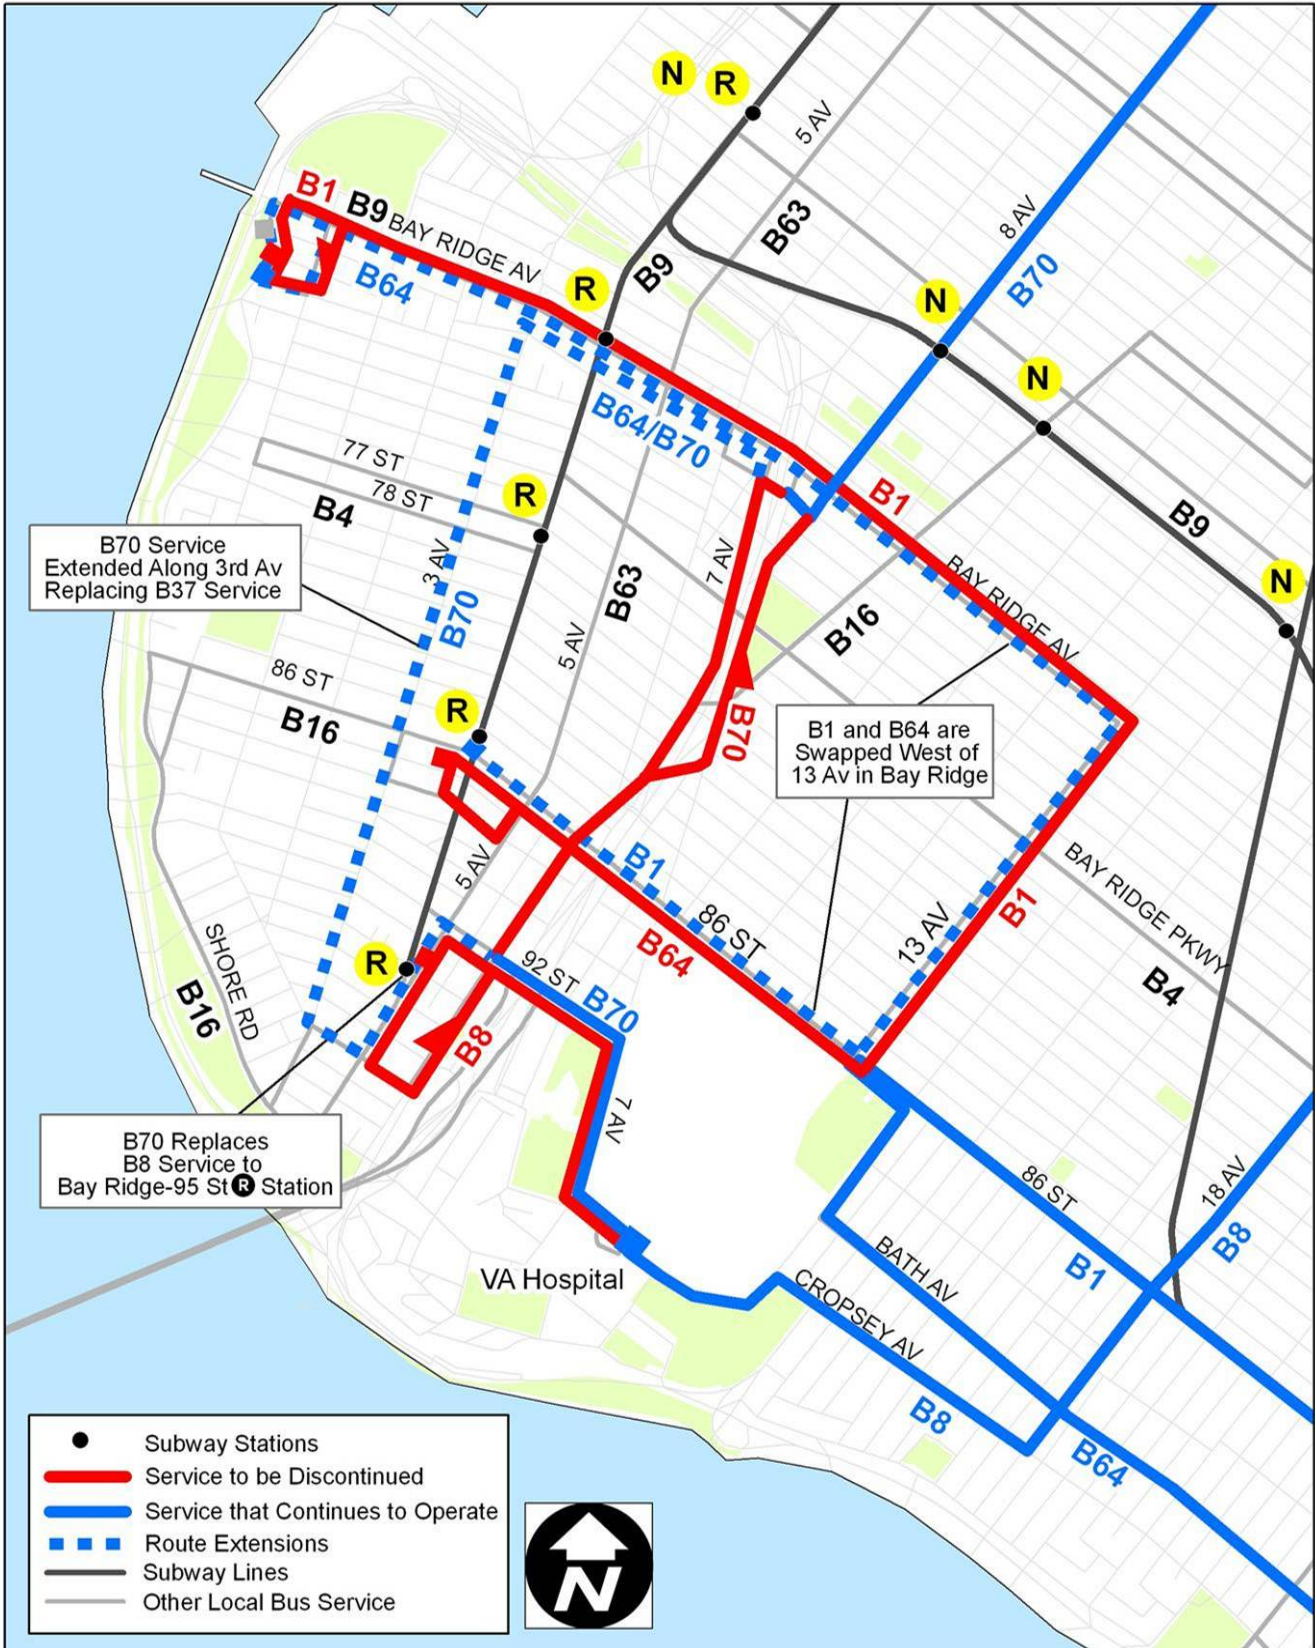 N
R
5 AV
B1
B9
BAY RIDGE AV
B63
8 AV
B9
B70
B64
R
N
N
B64/B70
77 ST
78 ST
R
B4
B1
B9
B70 Service
Extended Along 3rd Av
Replacing B37 Service
3 AV
7 AV
BAY RIDGE AV
N
B63
B70
B16
5 AV
86 ST
R
B16
B70
B1 and B64 are
Swapped West of
13 Av in Bay Ridge
B1
5 AV
BAY RIDGE PKWY
86 ST
B1
13 AV
B64
SHORE RD
R
92 ST
B4
B16
B70
B8
7 AV
B70 Replaces
B8 Service to
Bay Ridge-95 St R Station
86 ST
18 AV
B8
BATH AV
B1
VA Hospital
CROPSEY AV
B8
B64
Subway Stations
Service to be Discontinued
Service that Continues to Operate
Route Extensions
Subway Lines
Other Local Bus Service
N